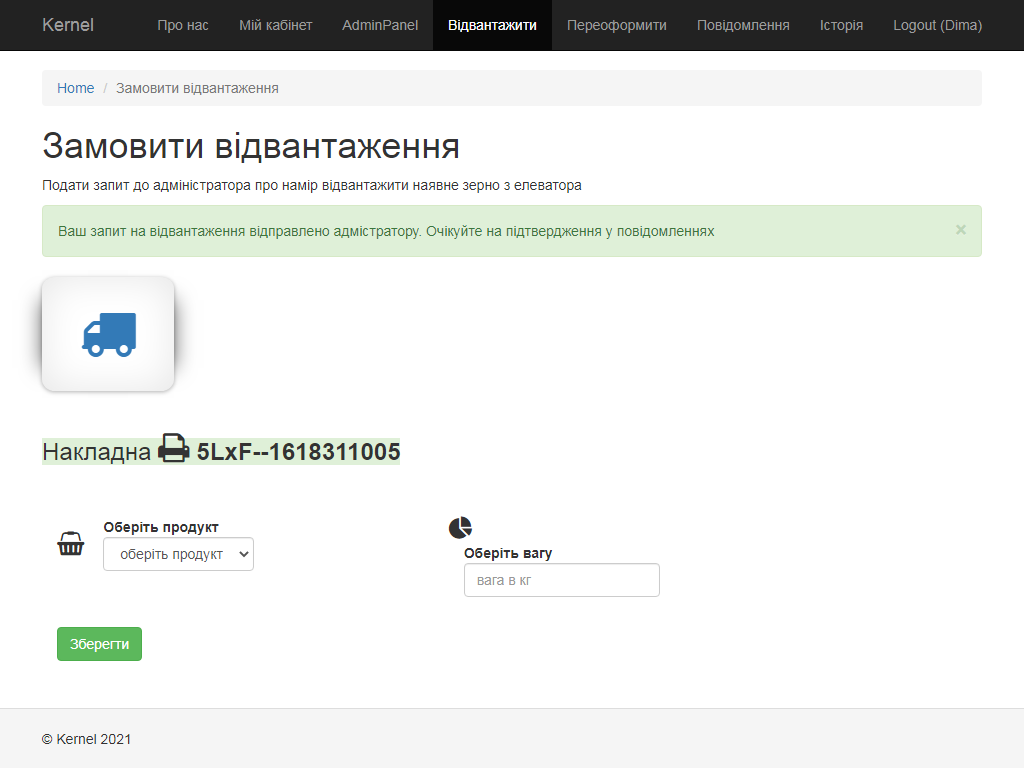 Kernel Про нас Мій кабінет AdminPanel Відвантажити Переоформити Повідомлення Історія Logout (Dima)
Home / Замовити відвантаження
Замовити відвантаження
Подати запит до адміністратора про намір відвантажити наявне зерно з елеватора
Ваш запит на відвантаження відправлено адмістратору. Очікуйте на підтвердження у повідомленнях ×
Накладна 5LxF--1618311005
Оберіть продукт
оберіть продукт
Оберіть вагу
вага в кг
Зберегти
© Kernel 2021